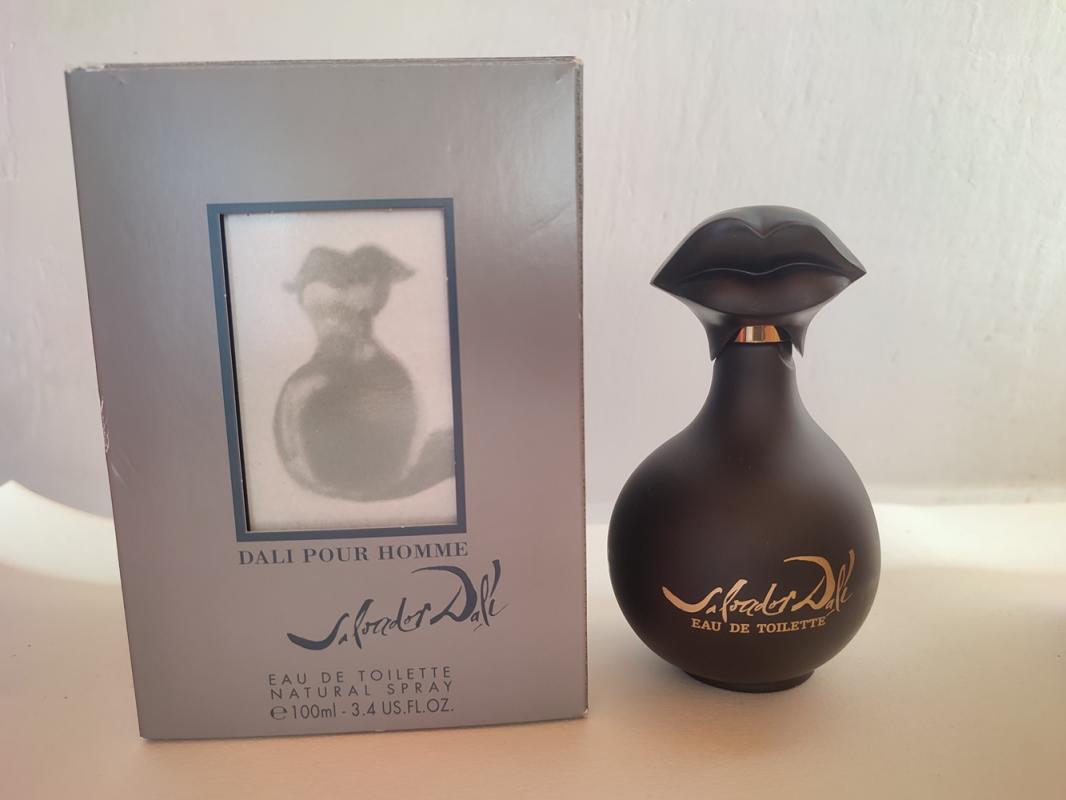 DALI POUR HOMME
Salvador Dalí
EAU DE TOILETTE
NATURAL SPRAY
℮100ml - 3.4 US.FL.OZ.
Salvador Dalí
EAU DE TOILETTE